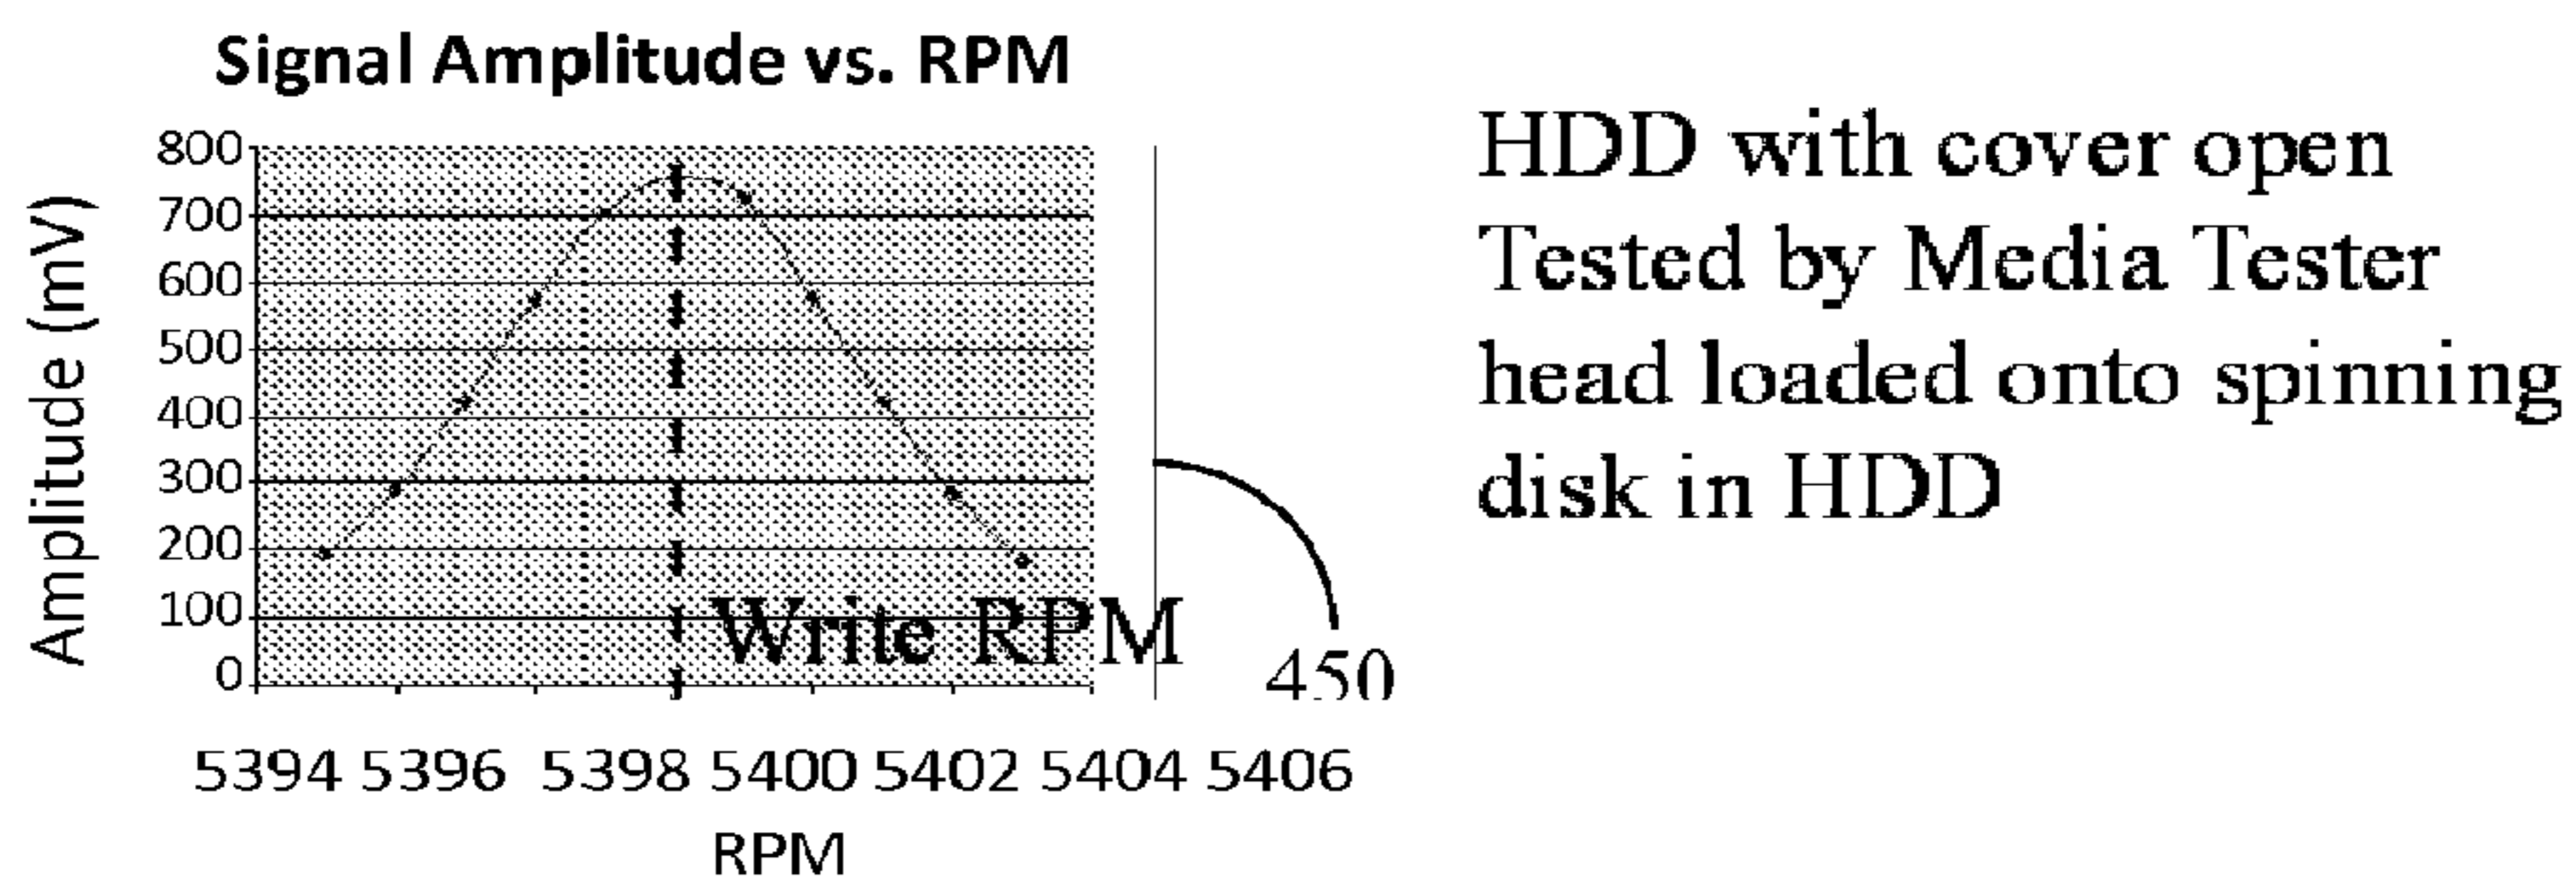 Signal Amplitude vs. RPM
Amplitude (mV)
800
700
600
500
400
300
200
100
0
Write RPM
450
5394 5396 5398 5400 5402 5404 5406
RPM
HDD with cover open
Tested by Media Tester
head loaded onto spinning
disk in HDD